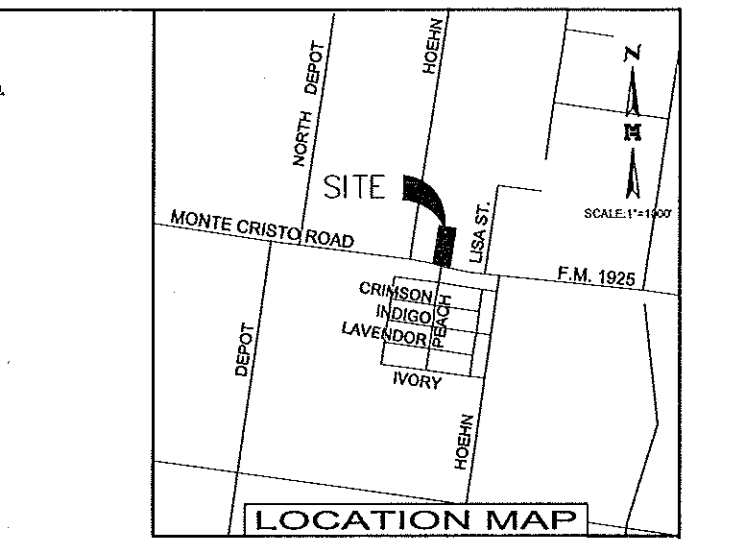 HOEHN
NORTH DEPOT
N
SITE
LISA ST.
MONTE CRISTO ROAD
F.M. 1925
CRIMSON
INDIGO
PEACH
LAVENDOR
DEPOT
IVORY
HOEHN
LOCATION MAP